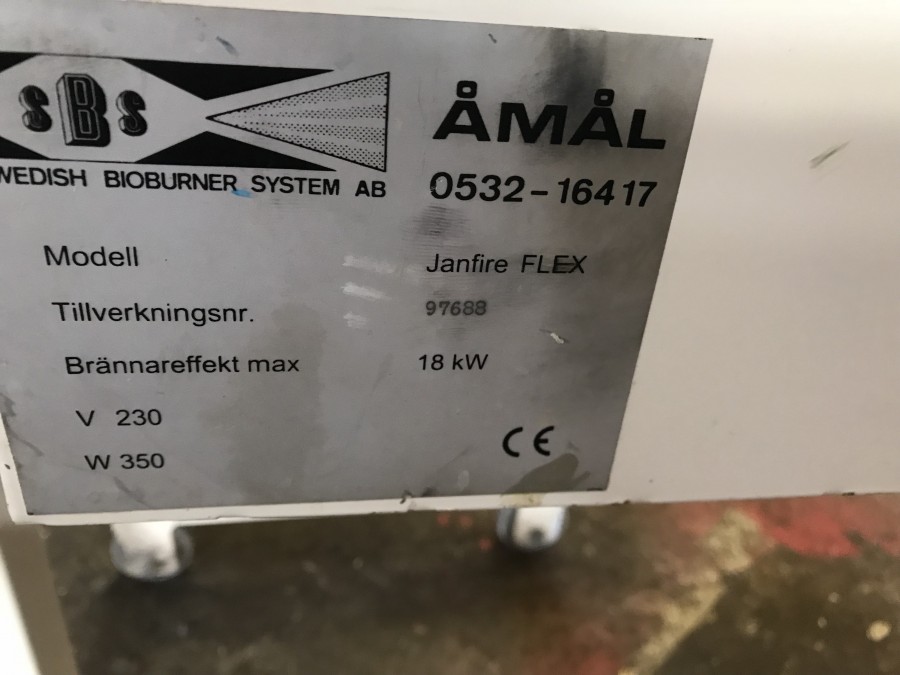 SBS
ÅMÅL
WEDISH BIOBURNER SYSTEM AB
0532-16417
Modell Janfire FLEX
Tillverkningsnr. 97688
Brännareffekt max 18 kW
V 230
W 350
CE